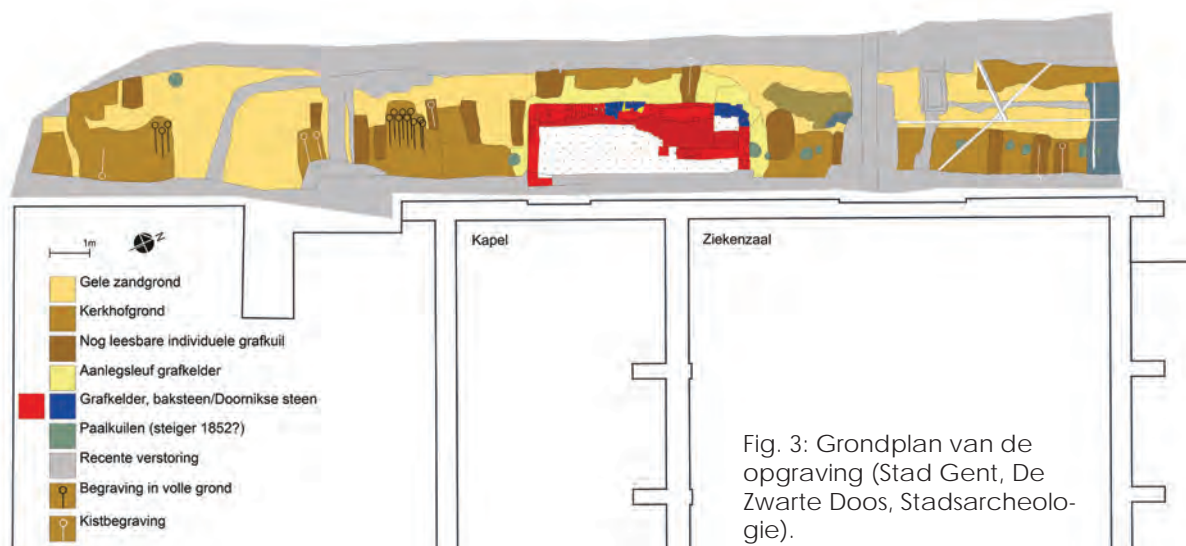 Kapel
Ziekenzaal
1m
N
Gele zandgrond
Kerkhofgrond
Nog leesbare individuele grafkuil
Aanlegsleuf grafkelder
Grafkelder, baksteen/Doornikse steen
Paalkuilen (steiger 1852?)
Recente verstoring
Begraving in volle grond
Kistbegraving
Fig. 3: Grondplan van de
opgraving (Stad Gent, De
Zwarte Doos, Stadsarcheolo-
gie).